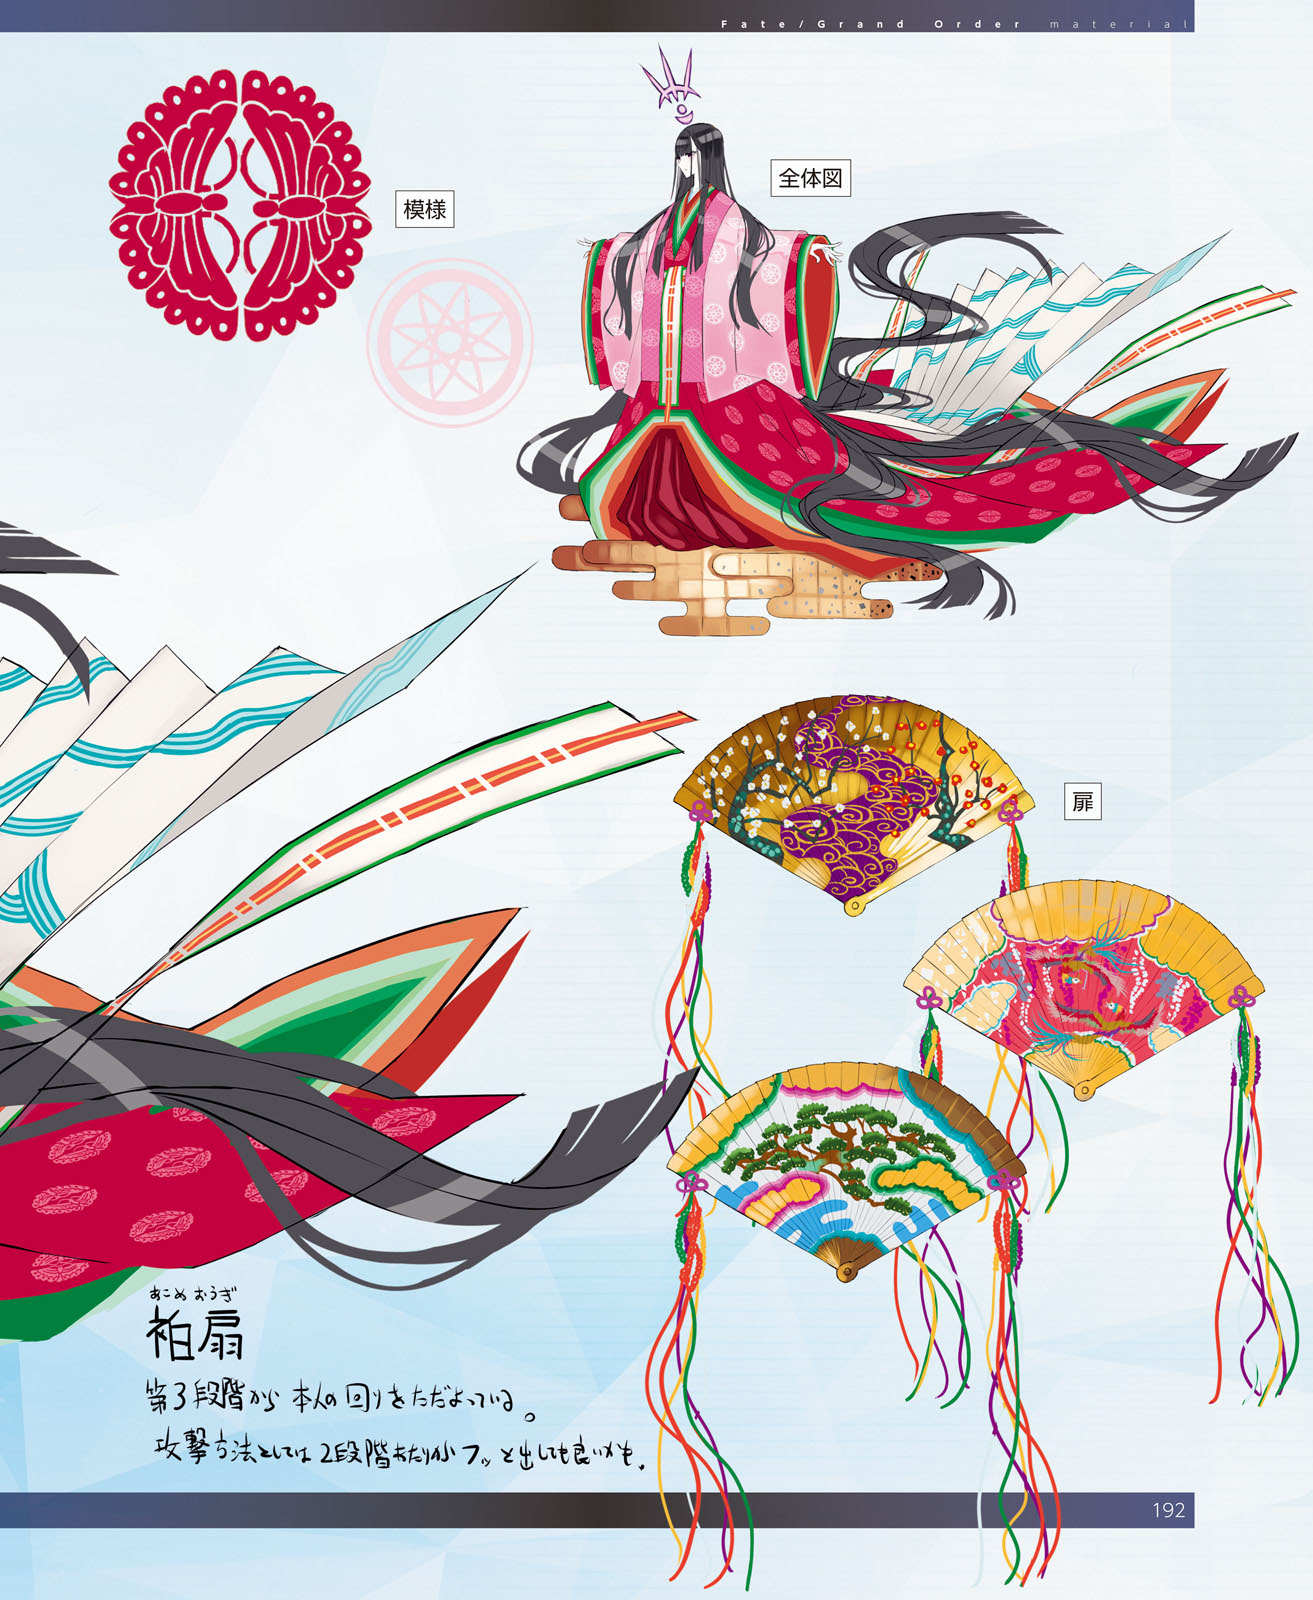 Fate/Grand Order material
模様
全体図
扉
あこめ おうぎ
袙扇
第3段階から 本人の回りをただよっている。
攻撃方法としては2段階あたりからフッと出しても良いかも.
192